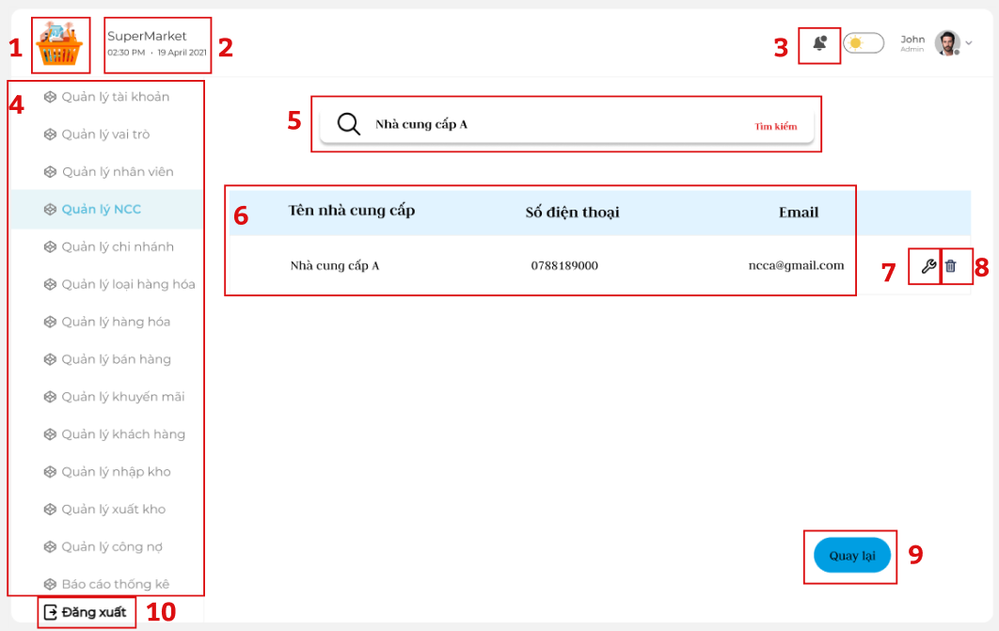 1
SuperMarket
02:30 PM · 19 April 2021
2
3
John
Admin
4
Quản lý tài khoản
Quản lý vai trò
Quản lý nhân viên
Quản lý NCC
Quản lý chi nhánh
Quản lý loại hàng hóa
Quản lý hàng hóa
Quản lý bán hàng
Quản lý khuyến mãi
Quản lý khách hàng
Quản lý nhập kho
Quản lý xuất kho
Quản lý công nợ
Báo cáo thống kê
Đăng xuất 10
5 Nhà cung cấp A Tìm kiếm
6 Tên nhà cung cấp Số điện thoại Email
Nhà cung cấp A 0788189000 ncca@gmail.com 7 8
Quay lại 9